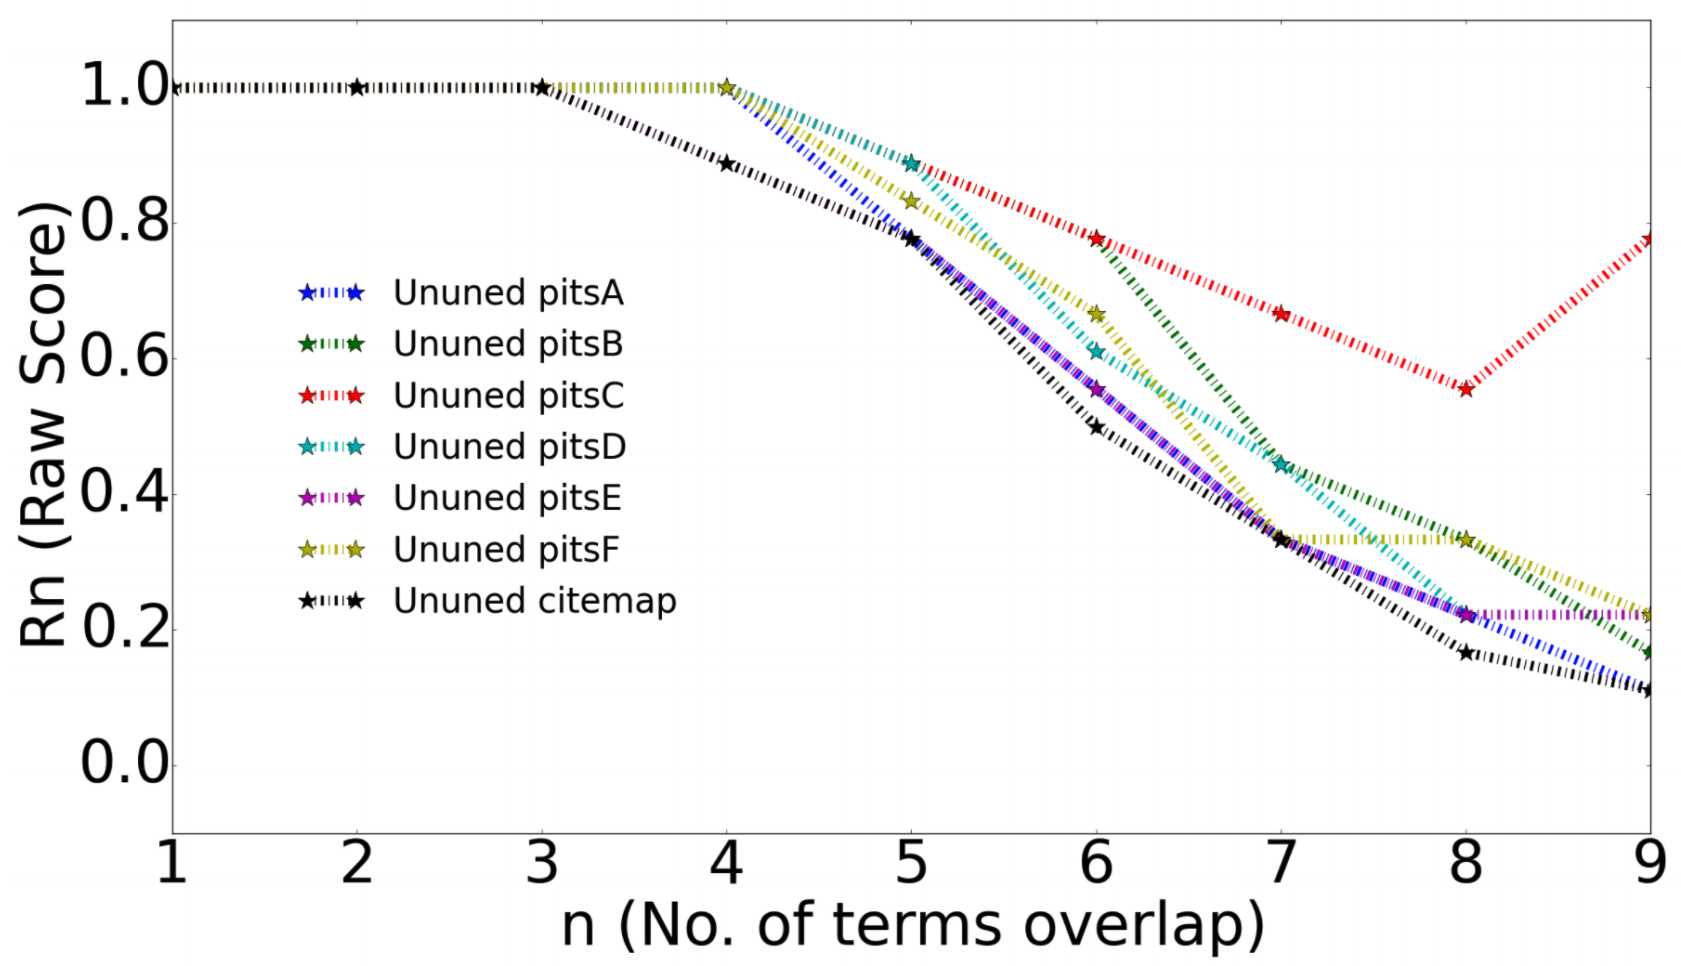 Rn (Raw Score)
1.0
0.8
0.6
0.4
0.2
0.0
Ununed pitsA
Ununed pitsB
Ununed pitsC
Ununed pitsD
Ununed pitsE
Ununed pitsF
Ununed citemap
1 2 3 4 5 6 7 8 9
n (No. of terms overlap)